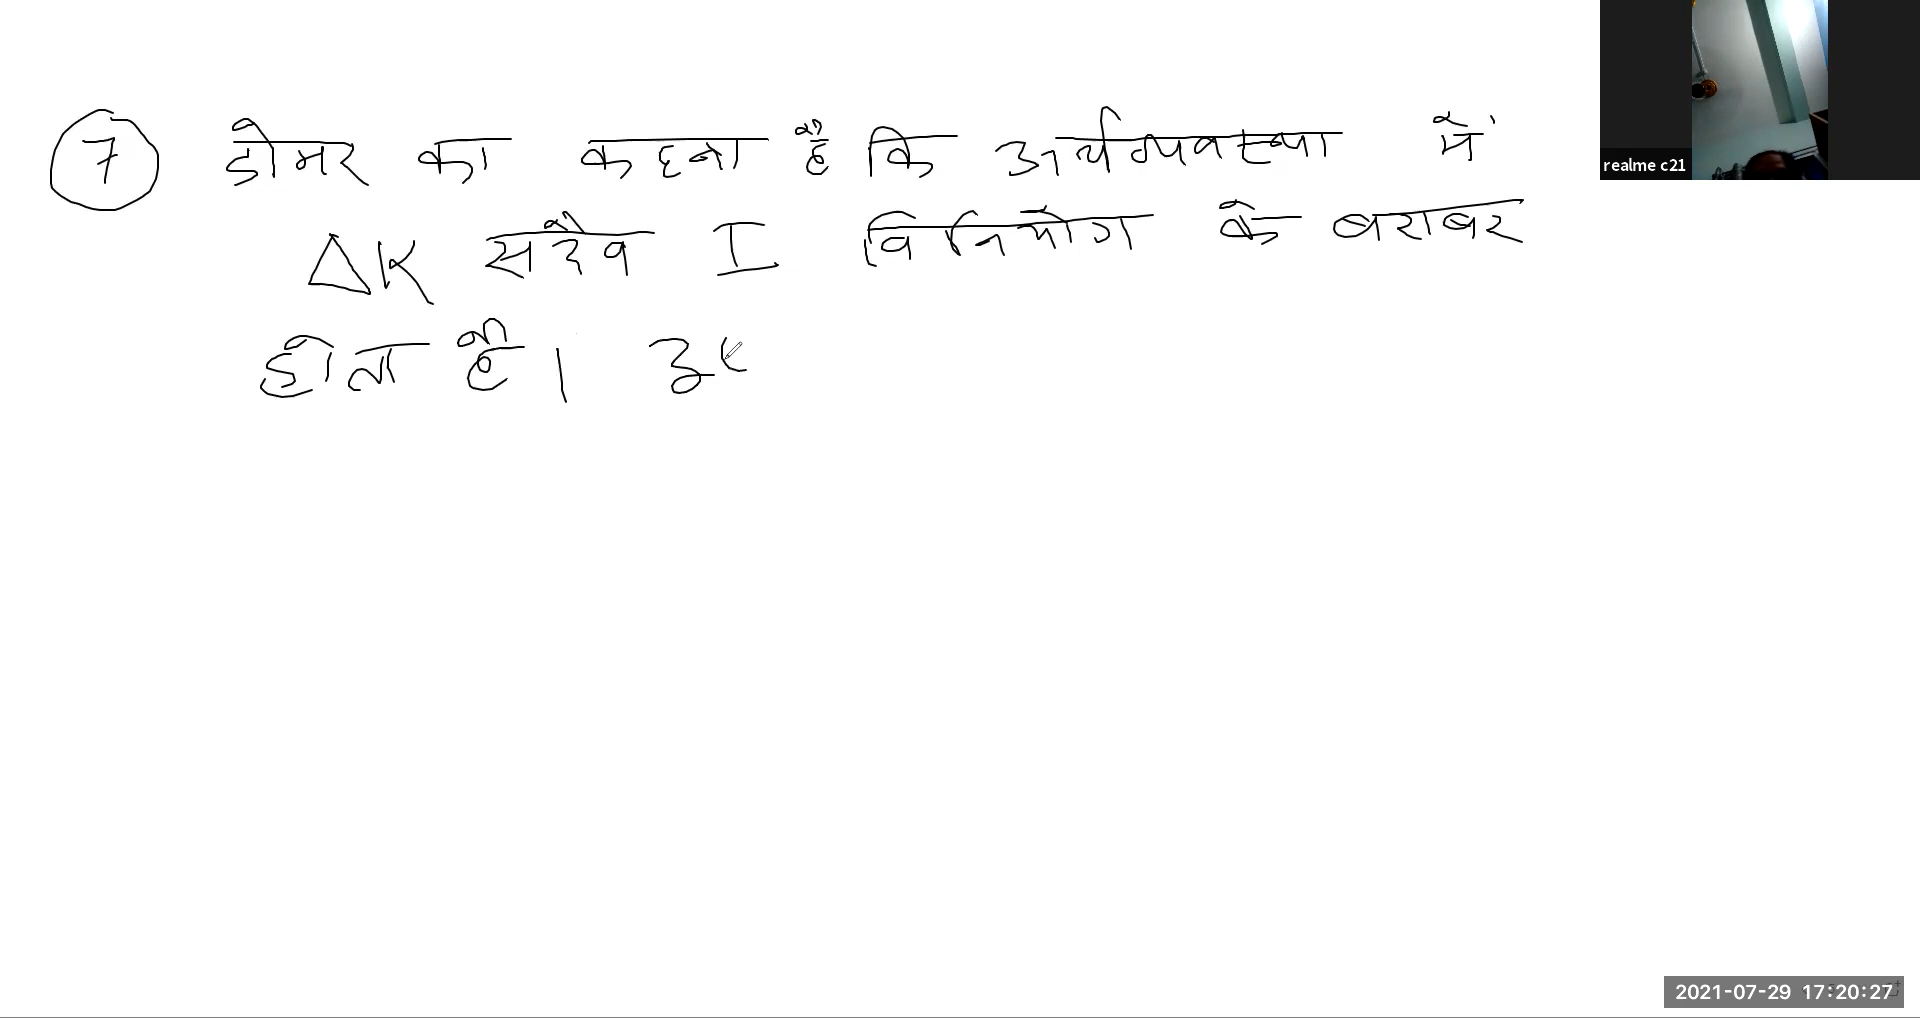 7 डोमर का कहना है कि अर्थव्यवस्था में
ΔK सदैव I विनियोग के बराबर
होता है।
realme c21
2021-07-29 17:20:27